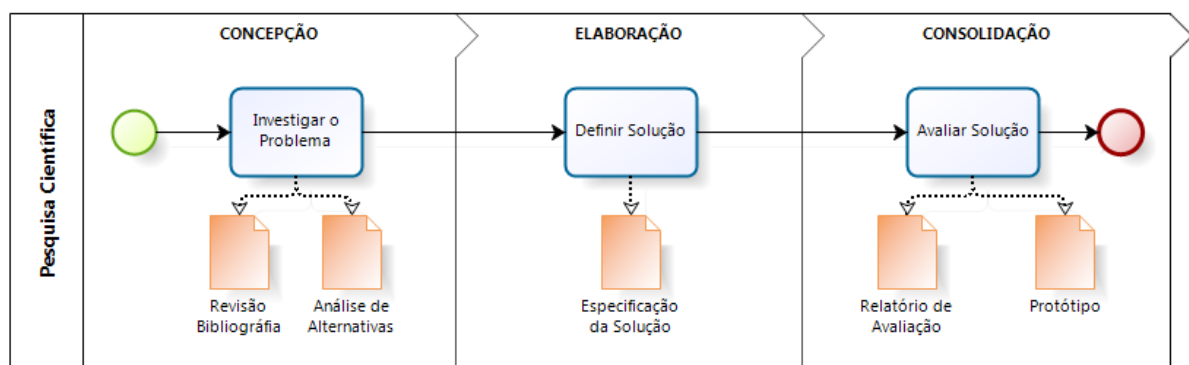 Pesquisa Científica
CONCEPÇÃO
ELABORAÇÃO
CONSOLIDAÇÃO
Investigar o
Problema
Definir Solução
Avaliar Solução
Revisão
Bibliográfia
Análise de
Alternativas
Especificação
da Solução
Relatório de
Avaliação
Protótipo